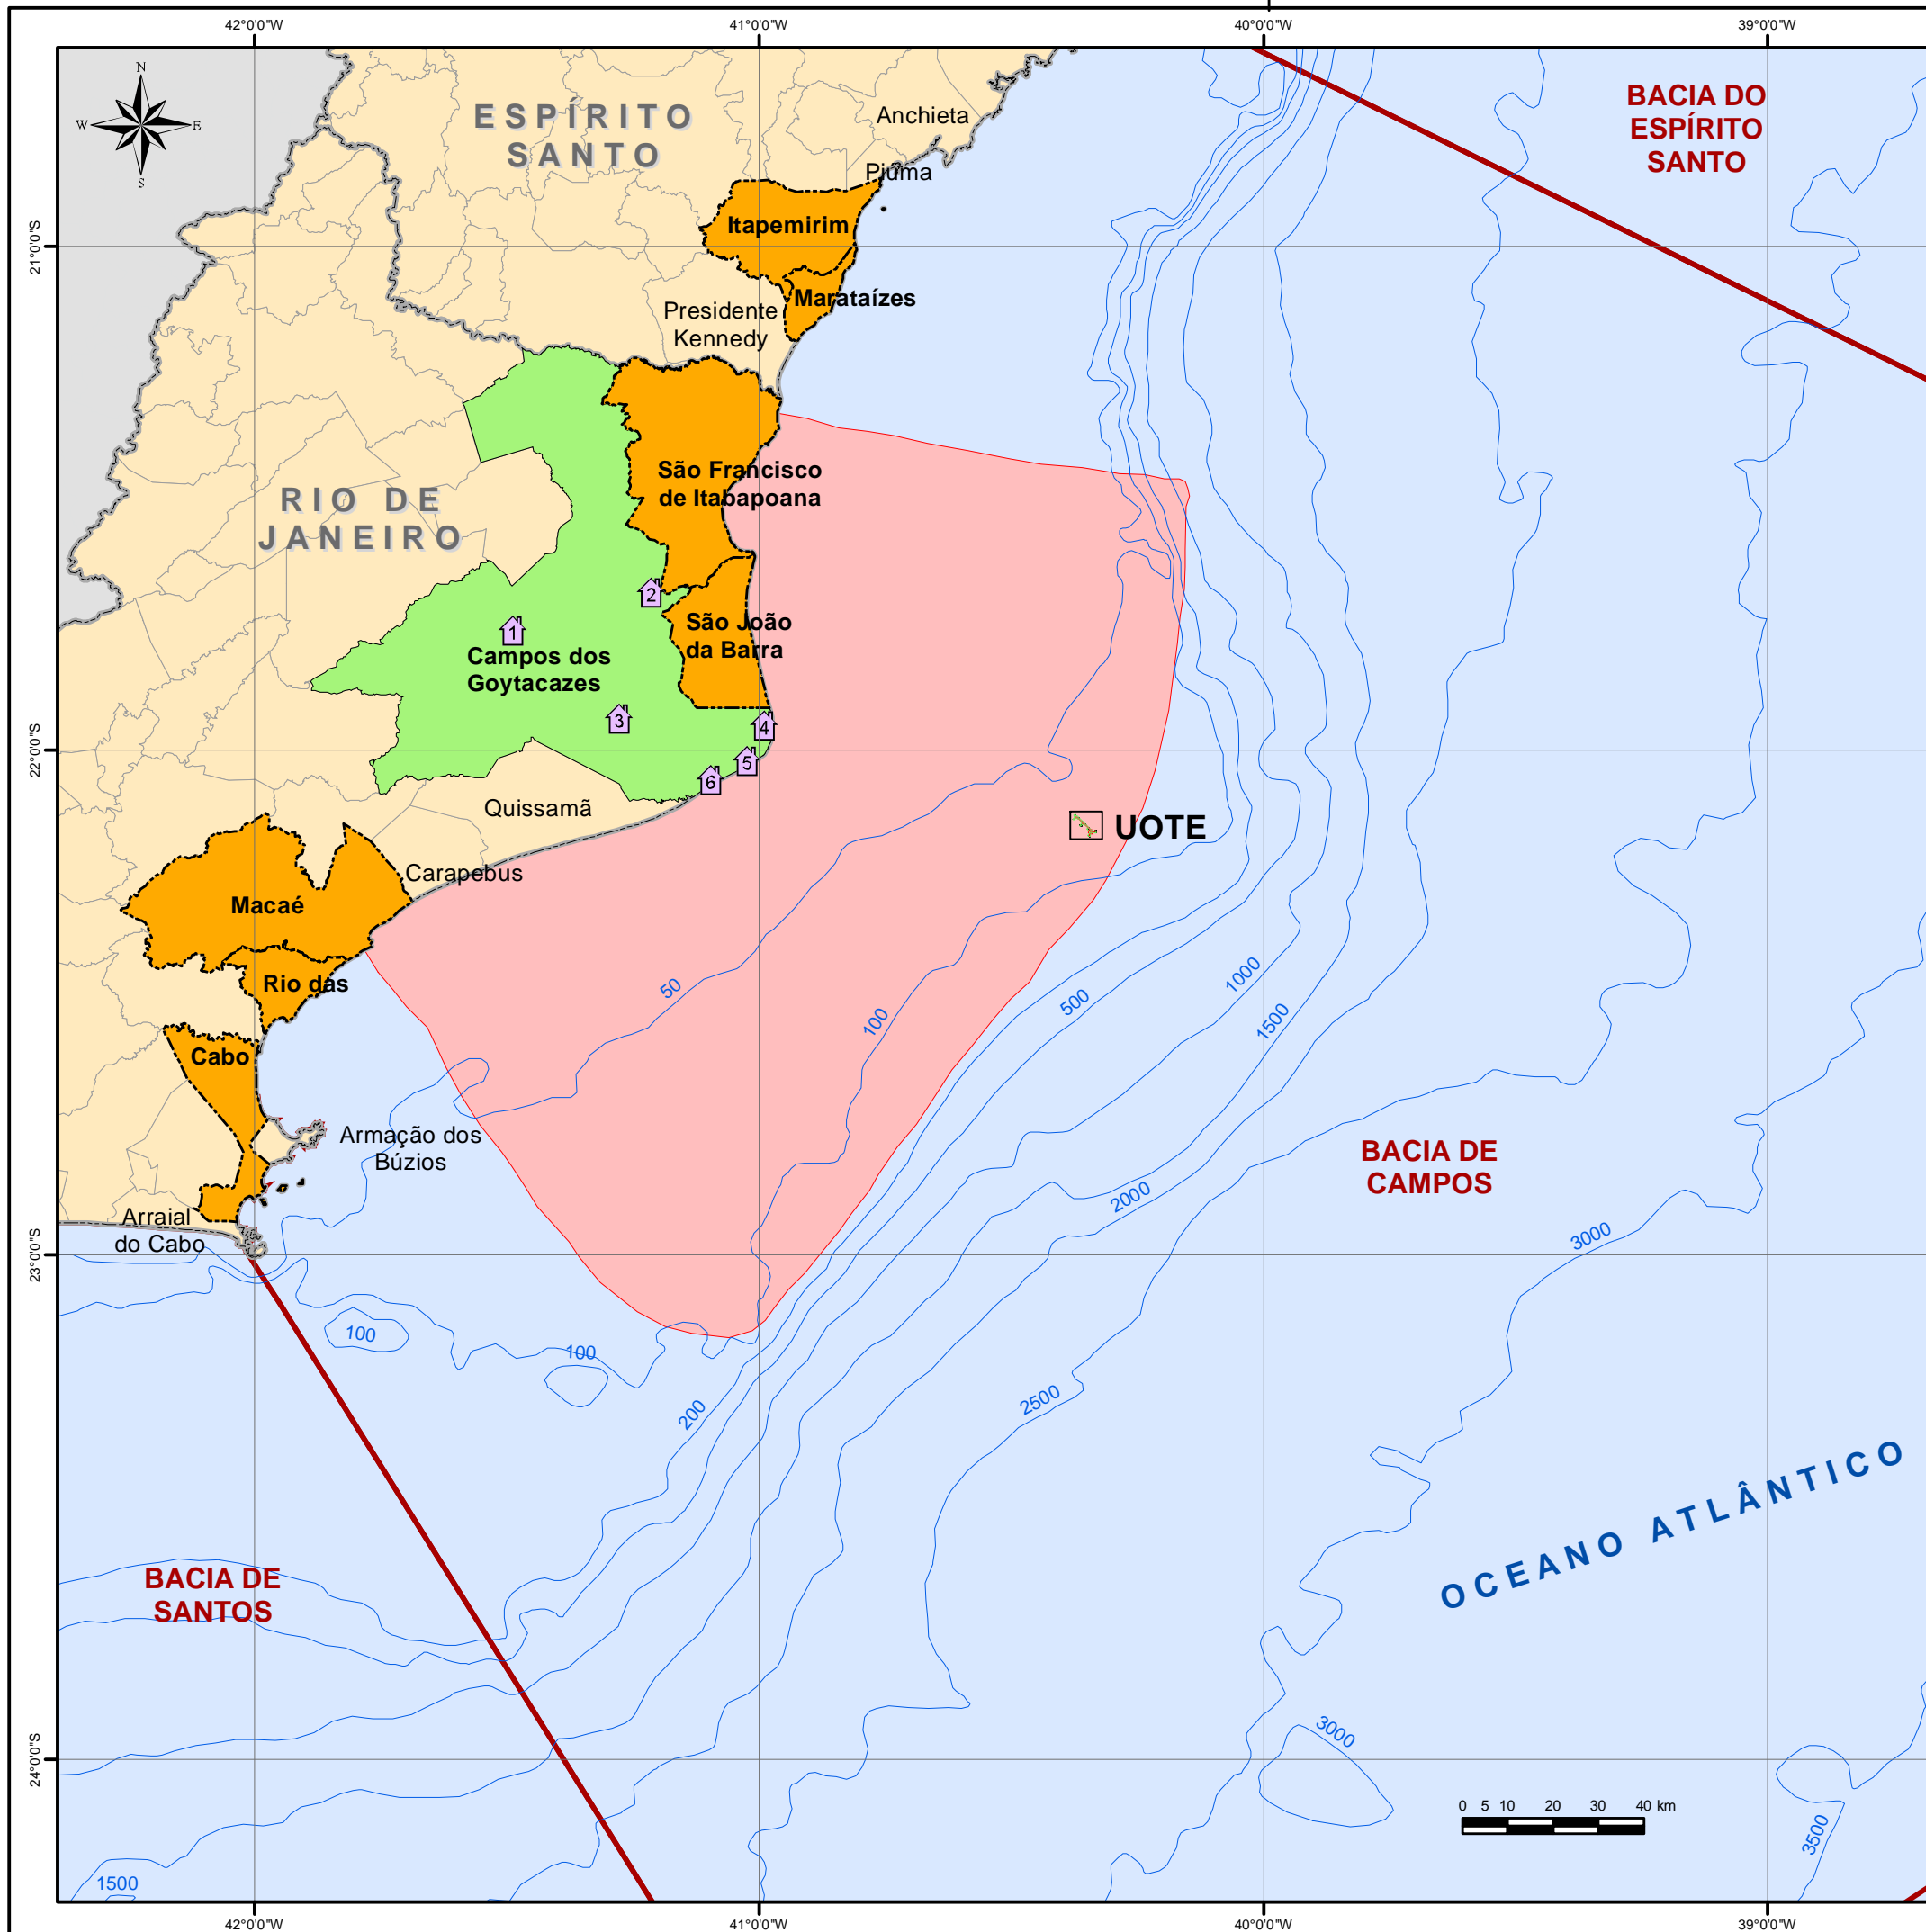 42°0'0"W
41°0'0"W
40°0'0"W
39°0'0"W
N
W
E
S
ESPÍRITO
SANTO
Anchieta
Piúma
BACIA DO
ESPÍRITO
SANTO
Itapemirim
21°0'0"S
Marataízes
Presidente
Kennedy
RIO DE
JANEIRO
São Francisco
de Itabapoana
2
1
São João
da Barra
Campos dos
Goytacazes
3
4
22°0'0"S
5
6
Quissamã
UOTE
Carapebus
Macaé
Rio das
50
100
500
1000
1500
Cabo
Armação dos
Búzios
BACIA DE
CAMPOS
2000
3000
Arraial
do Cabo
23°0'0"S
100
100
200
2500
OCEANO ATLÂNTICO
BACIA DE
SANTOS
24°0'0"S
3000
0 5 10 20 30 40 km
3500
1500
42°0'0"W
41°0'0"W
40°0'0"W
39°0'0"W